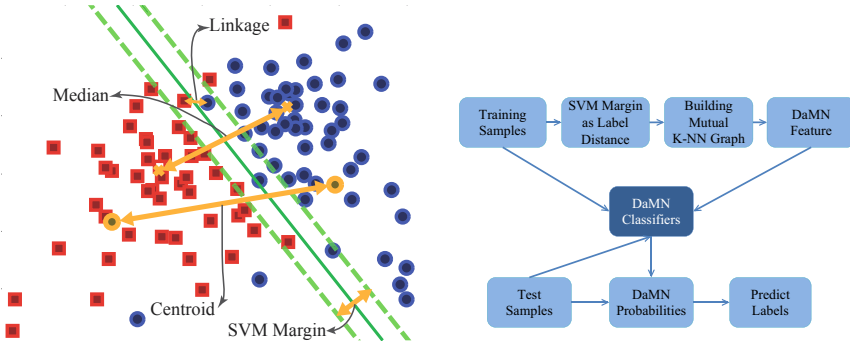 Linkage
Median
Centroid
SVM Margin
Training
Samples
SVM Margin
as Label
Distance
Building
Mutual
K-NN Graph
DaMN
Feature
DaMN
Classifiers
Test
Samples
DaMN
Probabilities
Predict
Labels